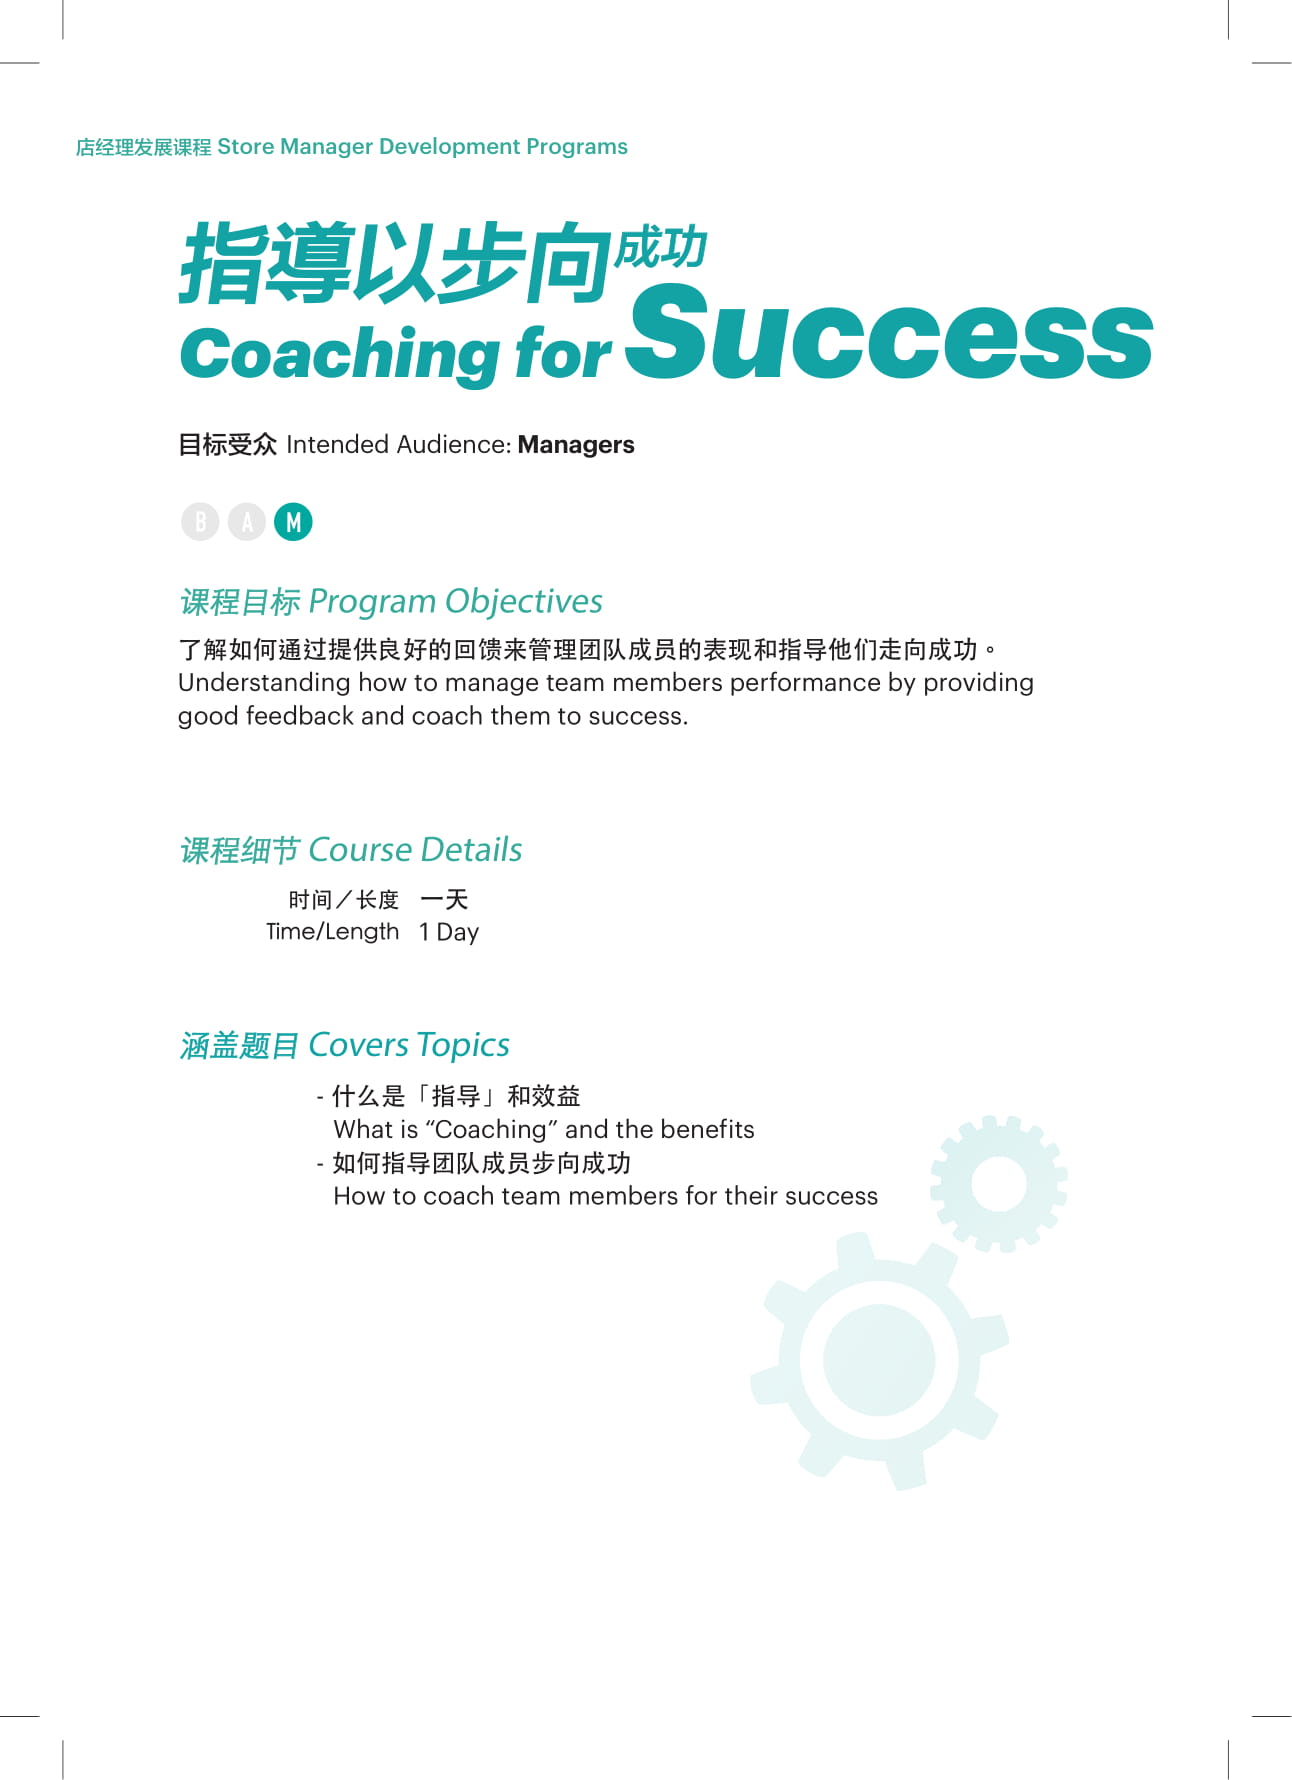 店经理发展课程 Store Manager Development Programs
指導以步向成功
Coaching for Success
目标受众 Intended Audience: Managers
B A M
课程目标 Program Objectives
了解如何通过提供良好的回馈来管理团队成员的表现和指导他们走向成功。
Understanding how to manage team members performance by providing
good feedback and coach them to success.
课程细节 Course Details
时间／长度 一天
Time/Length 1 Day
涵盖题目 Covers Topics
- 什么是「指导」和效益
What is “Coaching” and the benefits
- 如何指导团队成员步向成功
How to coach team members for their success